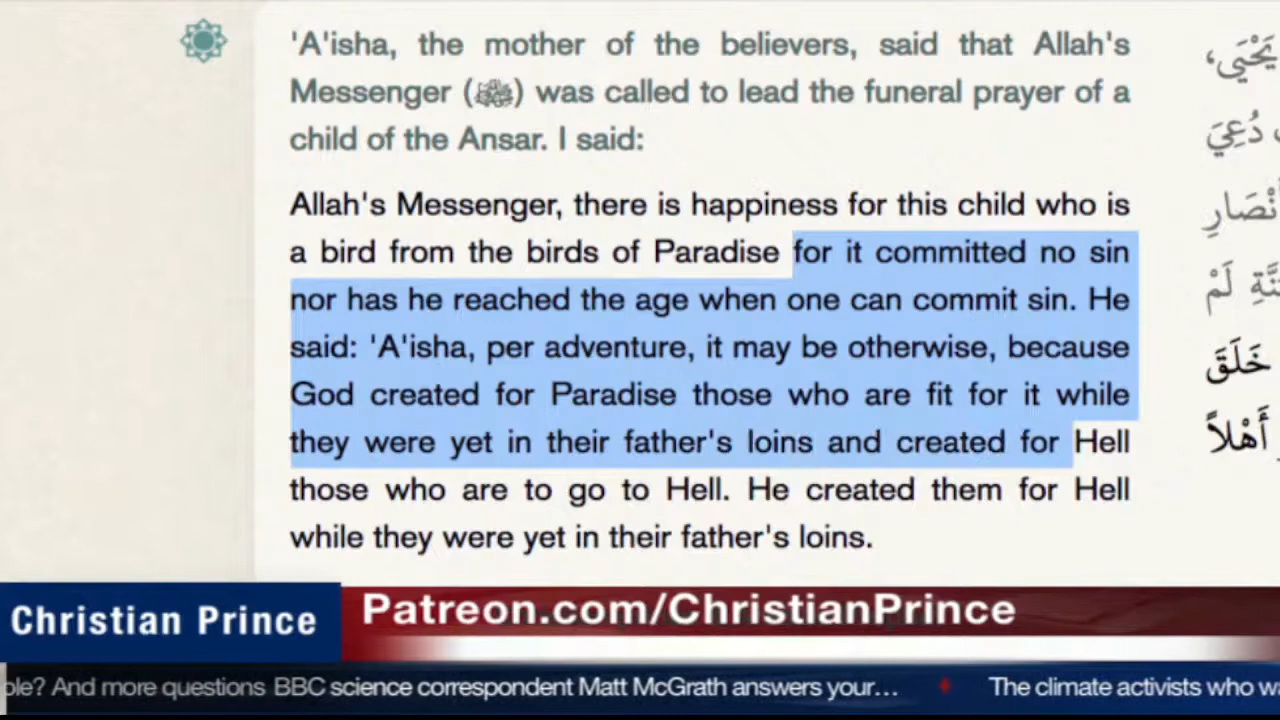 'A'isha, the mother of the believers, said that Allah's
Messenger (ﷺ) was called to lead the funeral prayer of a
child of the Ansar. I said:
Allah's Messenger, there is happiness for this child who is
a bird from the birds of Paradise for it committed no sin
nor has he reached the age when one can commit sin. He
said: 'A'isha, per adventure, it may be otherwise, because
God created for Paradise those who are fit for it while
they were yet in their father's loins and created for Hell
those who are to go to Hell. He created them for Hell
while they were yet in their father's loins.
يَحْيَى،
دُعِيَ
خَلَقَ
أَهْلاً
Christian Prince
Patreon.com/ChristianPrince
ple? And more questions BBC science correspondent Matt McGrath answers your… The climate activists who wa